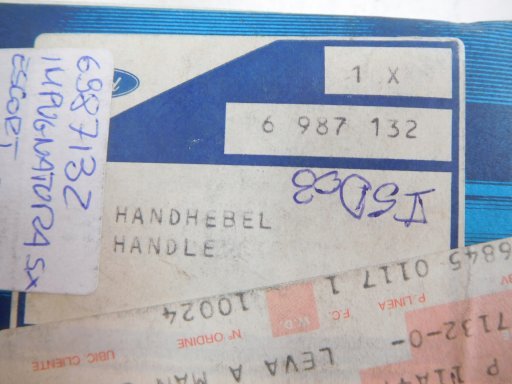 1 X
6 987 132
ISD03
HANDHEBEL
HANDLE
6987132
IMPUGNATURA SX
ESCORT
6845 0117 1
P. LINEA
F.C.
7132-0-
10024
N° ORDINE
UBIC CLIENTE
LEVA A MAN